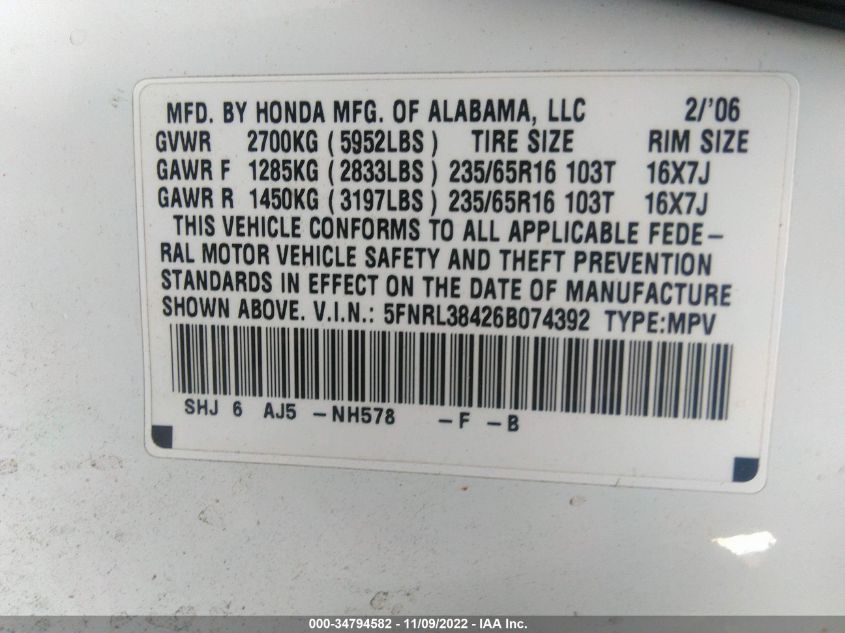 MFD. BY HONDA MFG. OF ALABAMA, LLC 2/'06
GVWR 2700KG (5952LBS) TIRE SIZE RIM SIZE
GAWR F 1285KG (2833LBS) 235/65R16 103T 16X7J
GAWR R 1450KG (3197LBS) 235/65R16 103T 16X7J
THIS VEHICLE CONFORMS TO ALL APPLICABLE FEDE-
RAL MOTOR VEHICLE SAFETY AND THEFT PREVENTION
STANDARDS IN EFFECT ON THE DATE OF MANUFACTURE
SHOWN ABOVE. V.I.N.: 5FNRL38426B074392 TYPE:MPV
SHJ 6 AJ5 -NH578 -F -B
000-34794582 - 11/09/2022 - IAA Inc.